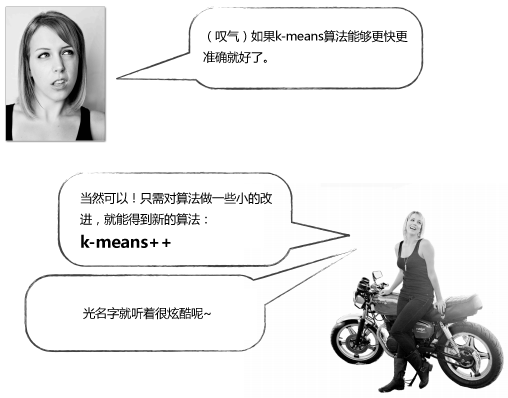 （叹气）如果k-means算法能够更快更
准确就好了。
当然可以！只需对算法做一些小的改
进，就能得到新的算法：
k-means++
光名字就听着很炫酷呢~